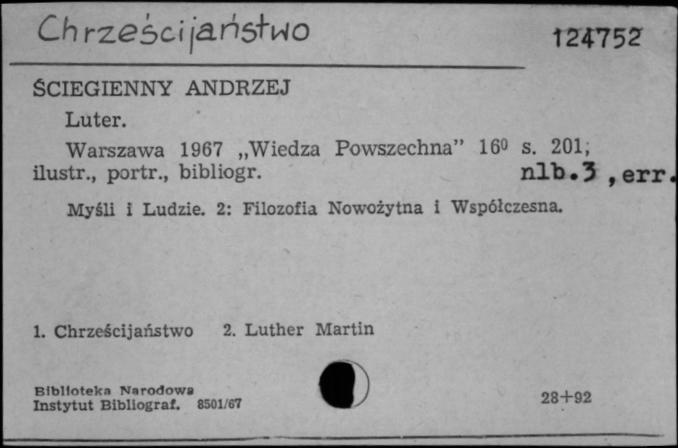 Chrześcijaństwo
124752
ŚCIEGIENNY ANDRZEJ
Luter.
Warszawa 1967 „Wiedza Powszechna” 16⁰ s. 201;
ilustr., portr., bibliogr. nlb.3 , err.
Myśli i Ludzie. 2: Filozofia Nowożytna i Współczesna.
1. Chrześcijaństwo 2. Luther Martin
Biblioteka Narodowa
Instytut Bibliograf. 8501/67
28+92